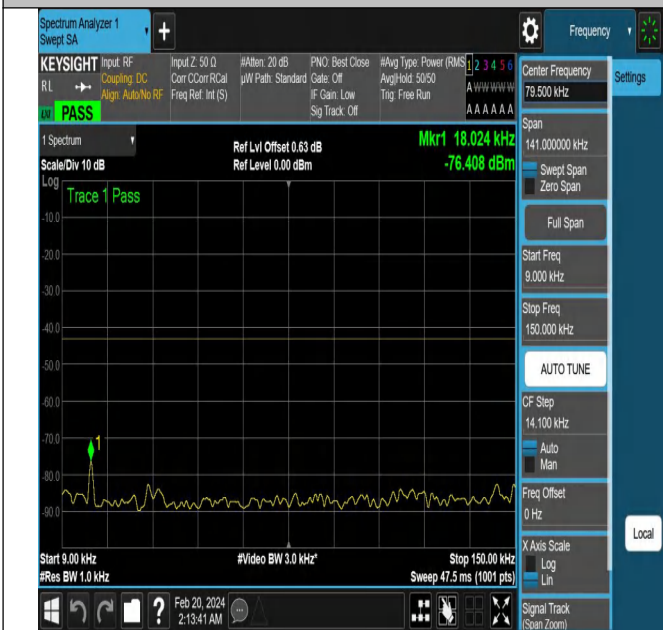 Spectrum Analyzer 1
Swept SA
+
Frequency
KEYSIGHT
RL
LXI PASS
Input: RF
Coupling: DC
Align: Auto/No RF
Input Z: 50 Ω
Corr CCorr RCal
Freq Ref: Int (S)
#Atten: 20 dB
µW Path: Standard
PNO: Best Close
Gate: Off
IF Gain: Low
Sig Track: Off
#Avg Type: Power (RMS
Avg|Hold: 50/50
Trig: Free Run
1 2 3 4 5 6
A W W W W W
A A A A A A
1 Spectrum
Scale/Div 10 dB
Ref Lvl Offset 0.63 dB
Ref Level 0.00 dBm
Mkr1 18.024 kHz
-76.408 dBm
Log
Trace 1 Pass
-10.0
-20.0
-30.0
-40.0
-50.0
-60.0
-70.0
-80.0
-90.0
1
Start 9.00 kHz
#Res BW 1.0 kHz
#Video BW 3.0 kHz*
Stop 150.00 kHz
Sweep 47.5 ms (1001 pts)
Center Frequency
79.500 kHz
Settings
Span
141.000000 kHz
Swept Span
Zero Span
Full Span
Start Freq
9.000 kHz
Stop Freq
150.000 kHz
AUTO TUNE
CF Step
14.100 kHz
Auto
Man
Freq Offset
0 Hz
X Axis Scale
Log
Lin
Local
Signal Track
(Span Zoom)
?
Feb 20, 2024
2:13:41 AM